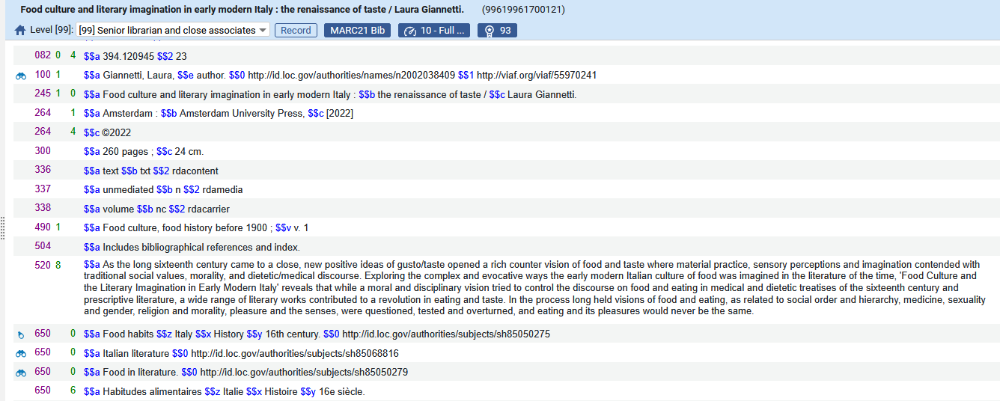 Food culture and literary imagination in early modern Italy : the renaissance of taste / Laura Giannetti. (99619961700121)
Level [99]: [99] Senior librarian and close associates Record MARC21 Bib 10 - Full ... 93
082 0 4 $$a 394.120945 $$2 23
100 1 $$a Giannetti, Laura, $$e author. $$0 http://id.loc.gov/authorities/names/n2002038409 $$1 http://viaf.org/viaf/55970241
245 1 0 $$a Food culture and literary imagination in early modern Italy : $$b the renaissance of taste / $$c Laura Giannetti.
264 1 $$a Amsterdam : $$b Amsterdam University Press, $$c [2022]
264 4 $$c ©2022
300 $$a 260 pages ; $$c 24 cm.
336 $$a text $$b txt $$2 rdacontent
337 $$a unmediated $$b n $$2 rdamedia
338 $$a volume $$b nc $$2 rdacarrier
490 1 $$a Food culture, food history before 1900 ; $$v v. 1
504 $$a Includes bibliographical references and index.
520 8 $$a As the long sixteenth century came to a close, new positive ideas of gusto/taste opened a rich counter vision of food and taste where material practice, sensory perceptions and imagination contended with
traditional social values, morality, and dietetic/medical discourse. Exploring the complex and evocative ways the early modern Italian culture of food was imagined in the literature of the time, 'Food Culture and
the Literary Imagination in Early Modern Italy' reveals that while a moral and disciplinary vision tried to control the discourse on food and eating in medical and dietetic treatises of the sixteenth century and
prescriptive literature, a wide range of literary works contributed to a revolution in eating and taste. In the process long held visions of food and eating, as related to social order and hierarchy, medicine, sexuality
and gender, religion and morality, pleasure and the senses, were questioned, tested and overturned, and eating and its pleasures would never be the same.
650 0 $$a Food habits $$z Italy $$x History $$y 16th century. $$0 http://id.loc.gov/authorities/subjects/sh85050275
650 0 $$a Italian literature $$0 http://id.loc.gov/authorities/subjects/sh85068816
650 0 $$a Food in literature. $$0 http://id.loc.gov/authorities/subjects/sh85050279
650 6 $$a Habitudes alimentaires $$z Italie $$x Histoire $$y 16e siècle.